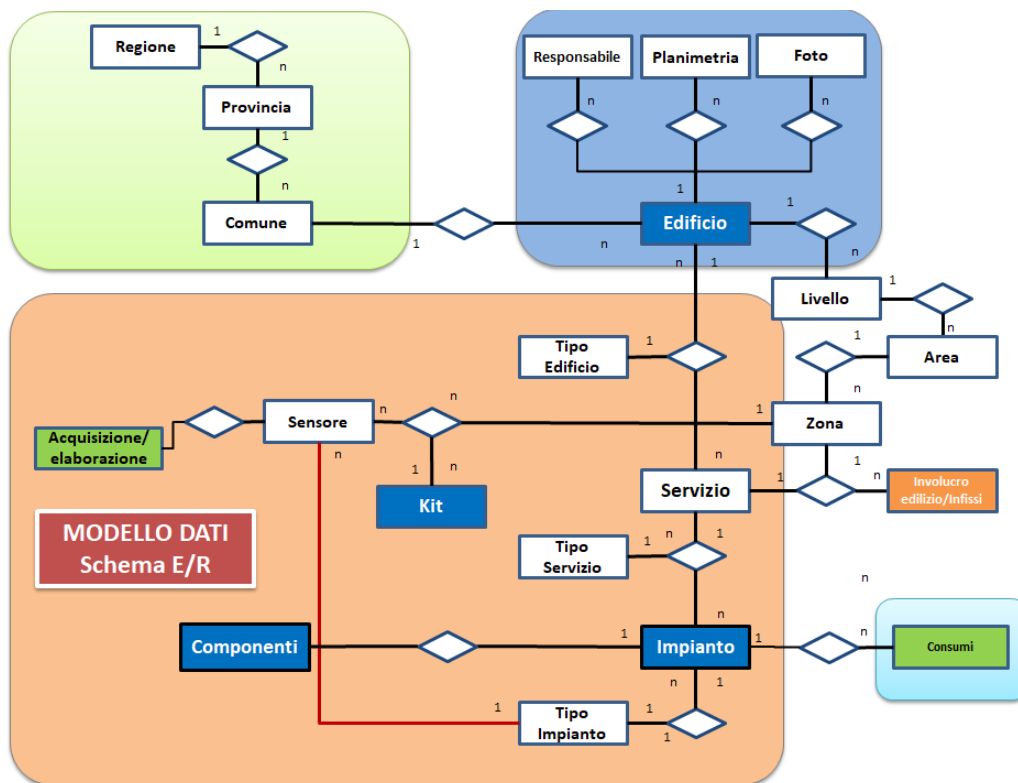 1
Regione
n
Provincia
1
n
Comune
1
Responsabile
Planimetria
Foto
n
n
n
1
Edificio
1
n
n
1
n
Livello
1
n
Area
1
n
Tipo
Edificio
1
Sensore
n
n
1
Zona
Acquisizione/
elaborazione
n
1
n
Kit
n
Servizio
1
1
n
Involucro
edilizio/Infissi
MODELLO DATI
Schema E/R
Tipo
Servizio
1
n
1
n
n
Componenti
1
Impianto
1
n
Consumi
n
1
1
Tipo
Impianto
1
1